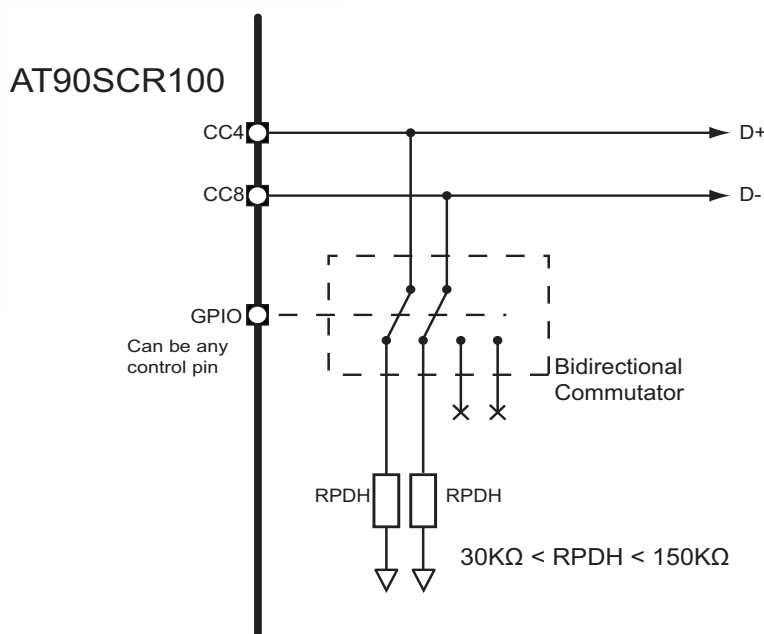 AT90SCR100
CC4
D+
CC8
D-
GPIO
Can be any
control pin
Bidirectional
Commutator
RPDH
RPDH
30KΩ < RPDH < 150KΩ